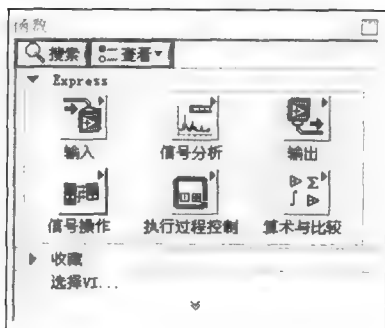 函数
搜索 查看
Express
输入 信号分析 输出
信号操作 执行过程控制 算术与比较
收藏
选择VI...